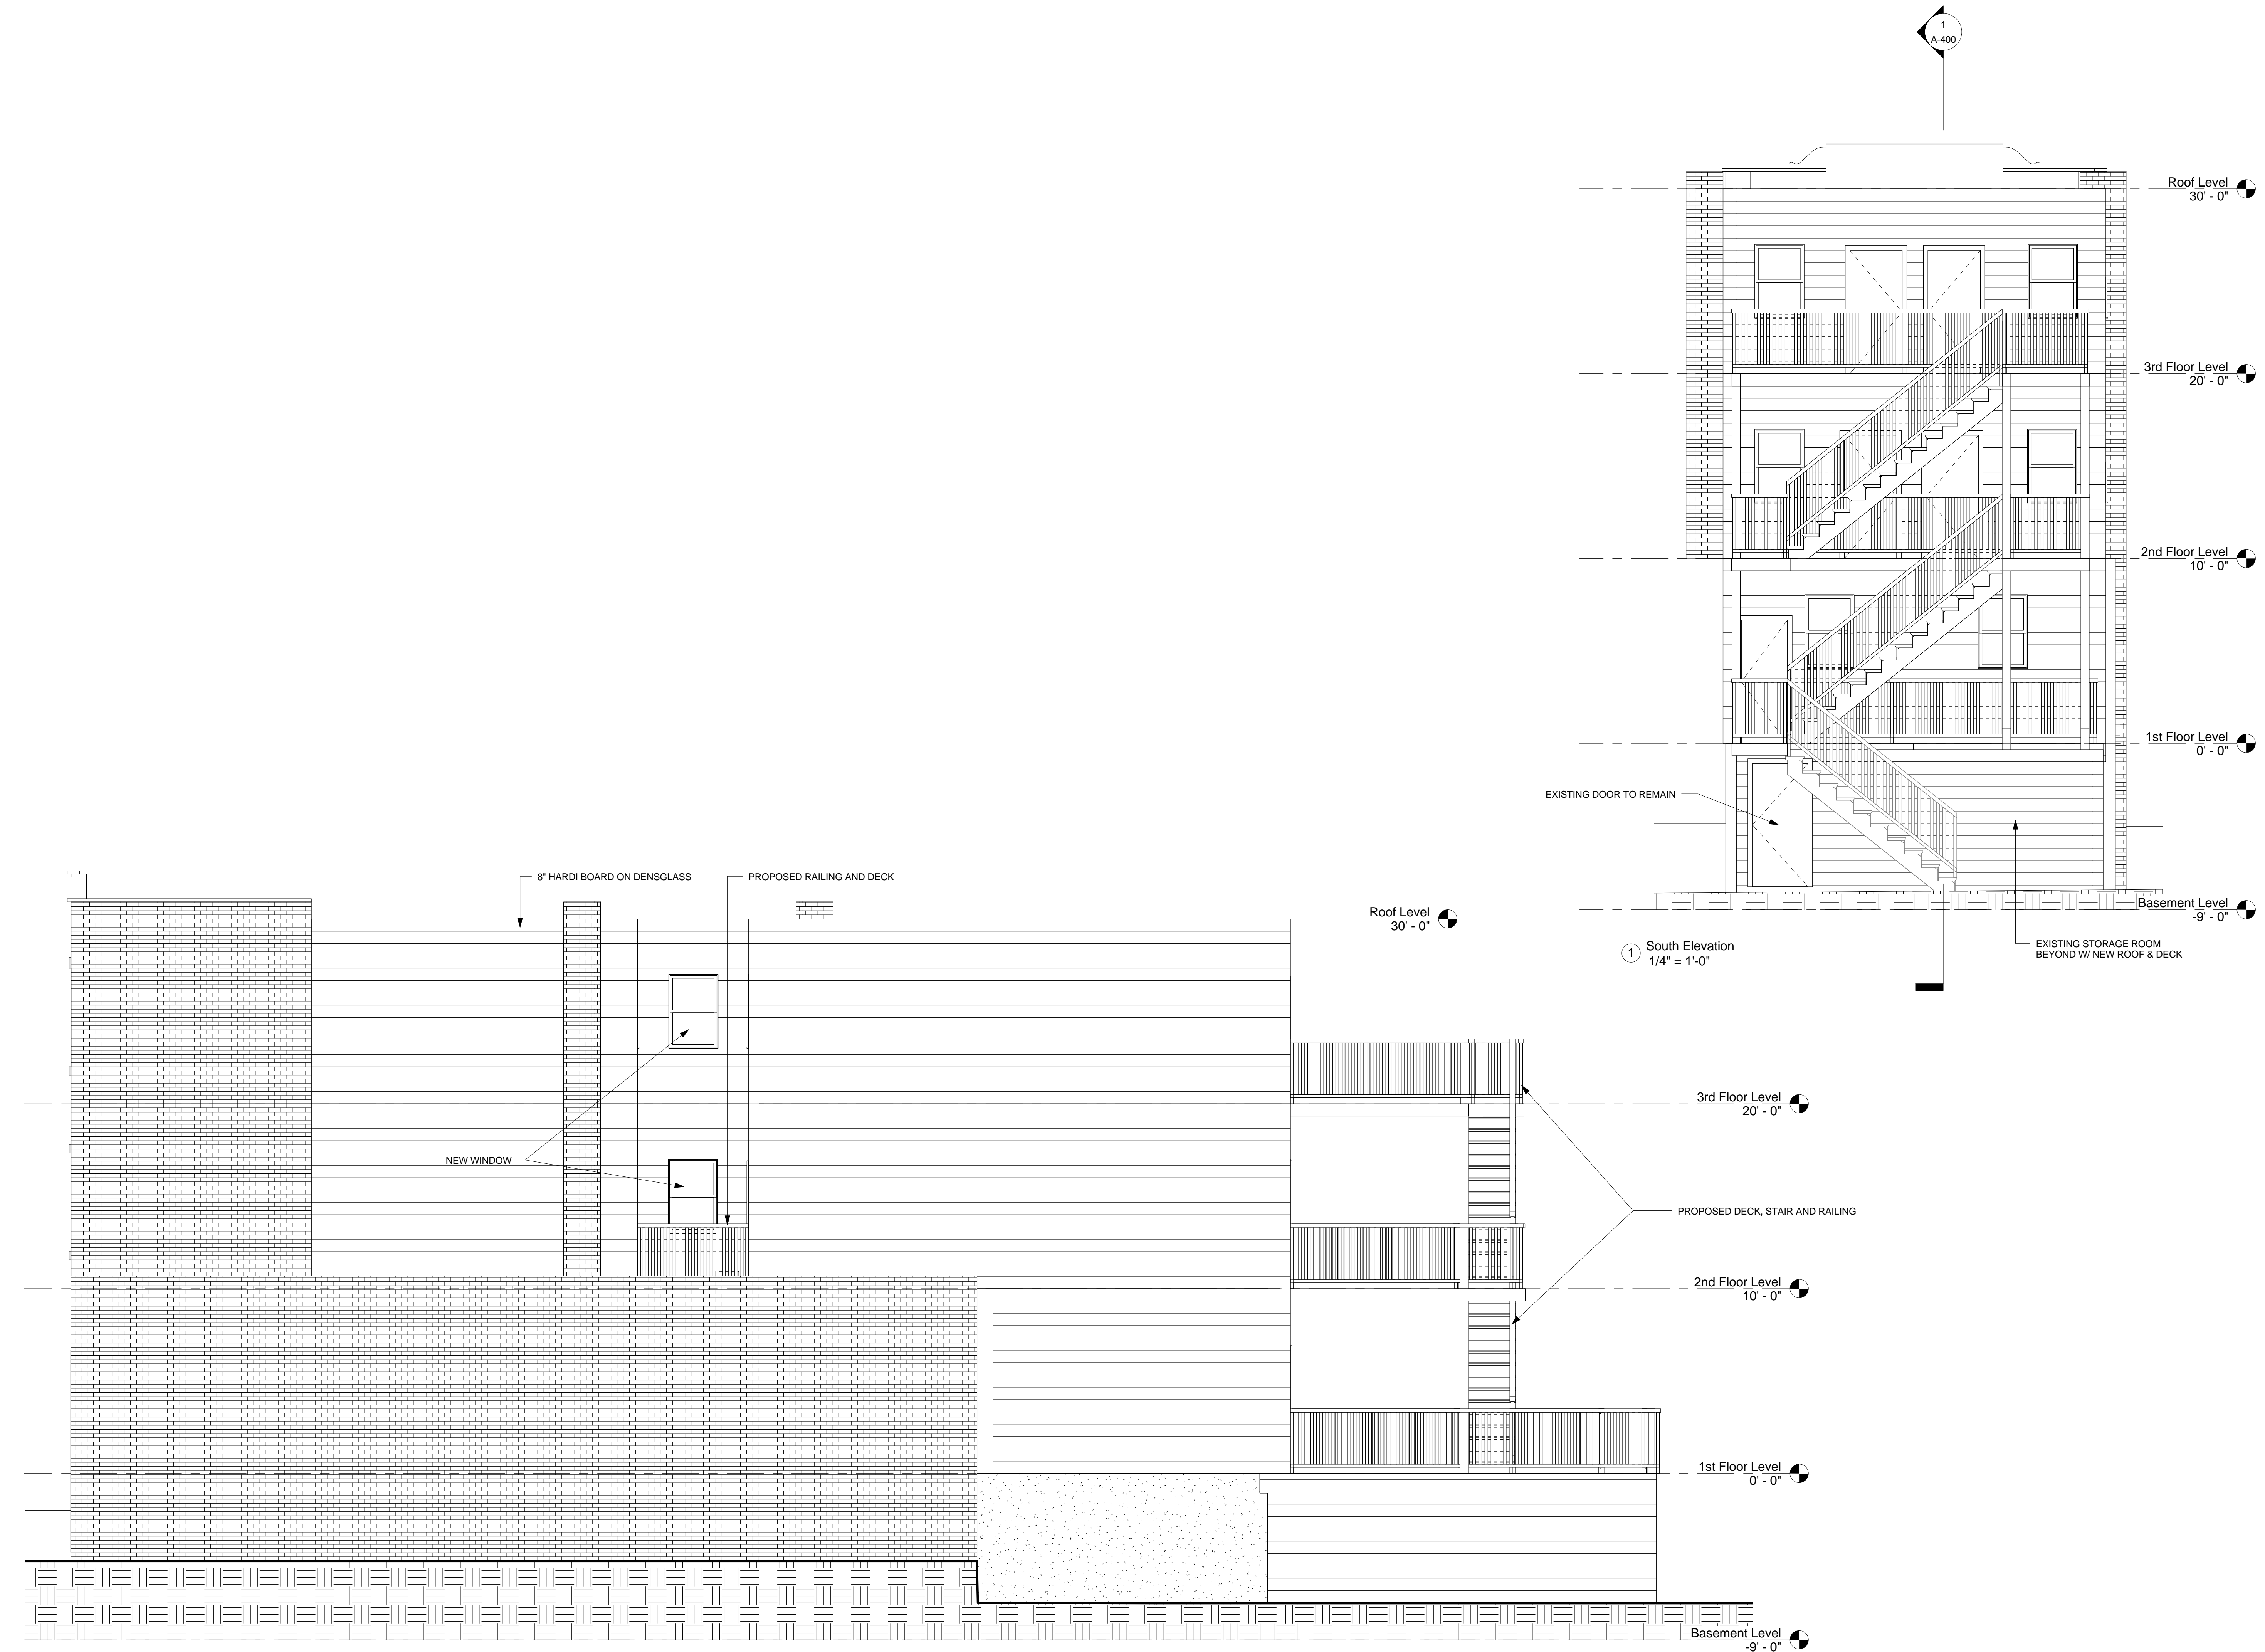 1
A-400
Roof Level
30' - 0"
3rd Floor Level
20' - 0"
2nd Floor Level
10' - 0"
1st Floor Level
0' - 0"
EXISTING DOOR TO REMAIN
Basement Level
-9' - 0"
1
South Elevation
1/4" = 1'-0"
EXISTING STORAGE ROOM
BEYOND W/ NEW ROOF & DECK
8" HARDI BOARD ON DENSGLASS
PROPOSED RAILING AND DECK
Roof Level
30' - 0"
3rd Floor Level
20' - 0"
NEW WINDOW
PROPOSED DECK, STAIR AND RAILING
2nd Floor Level
10' - 0"
1st Floor Level
0' - 0"
Basement Level
-9' - 0"